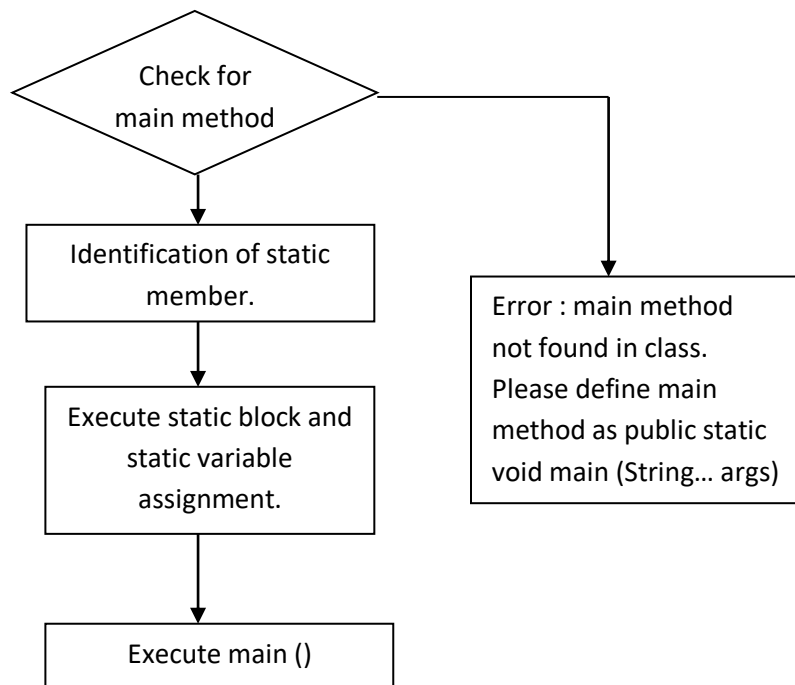 Check for
main method
Identification of static
member.
Error : main method
not found in class.
Please define main
method as public static
void main (String... args)
Execute static block and
static variable
assignment.
Execute main ()